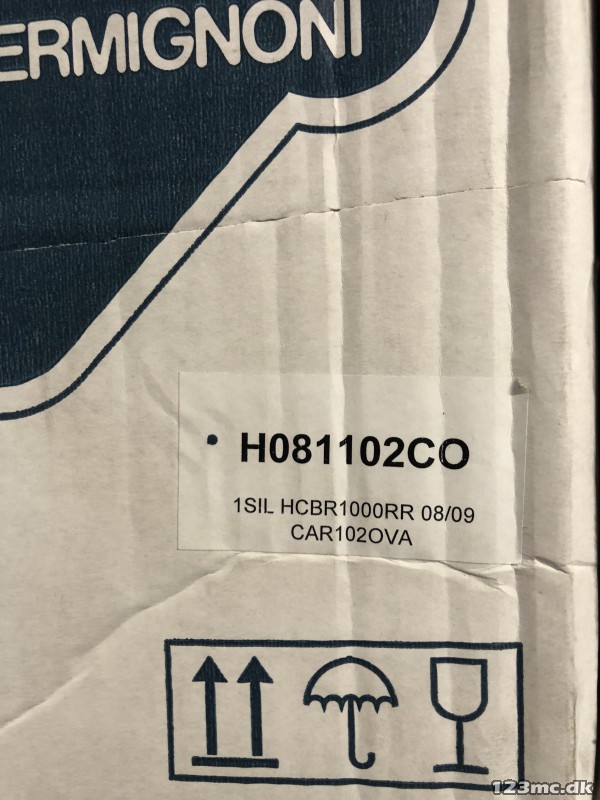 ERMIGNONI
H081102CO
1SIL HCBR1000RR 08/09
CAR102OVA
123mc.dk